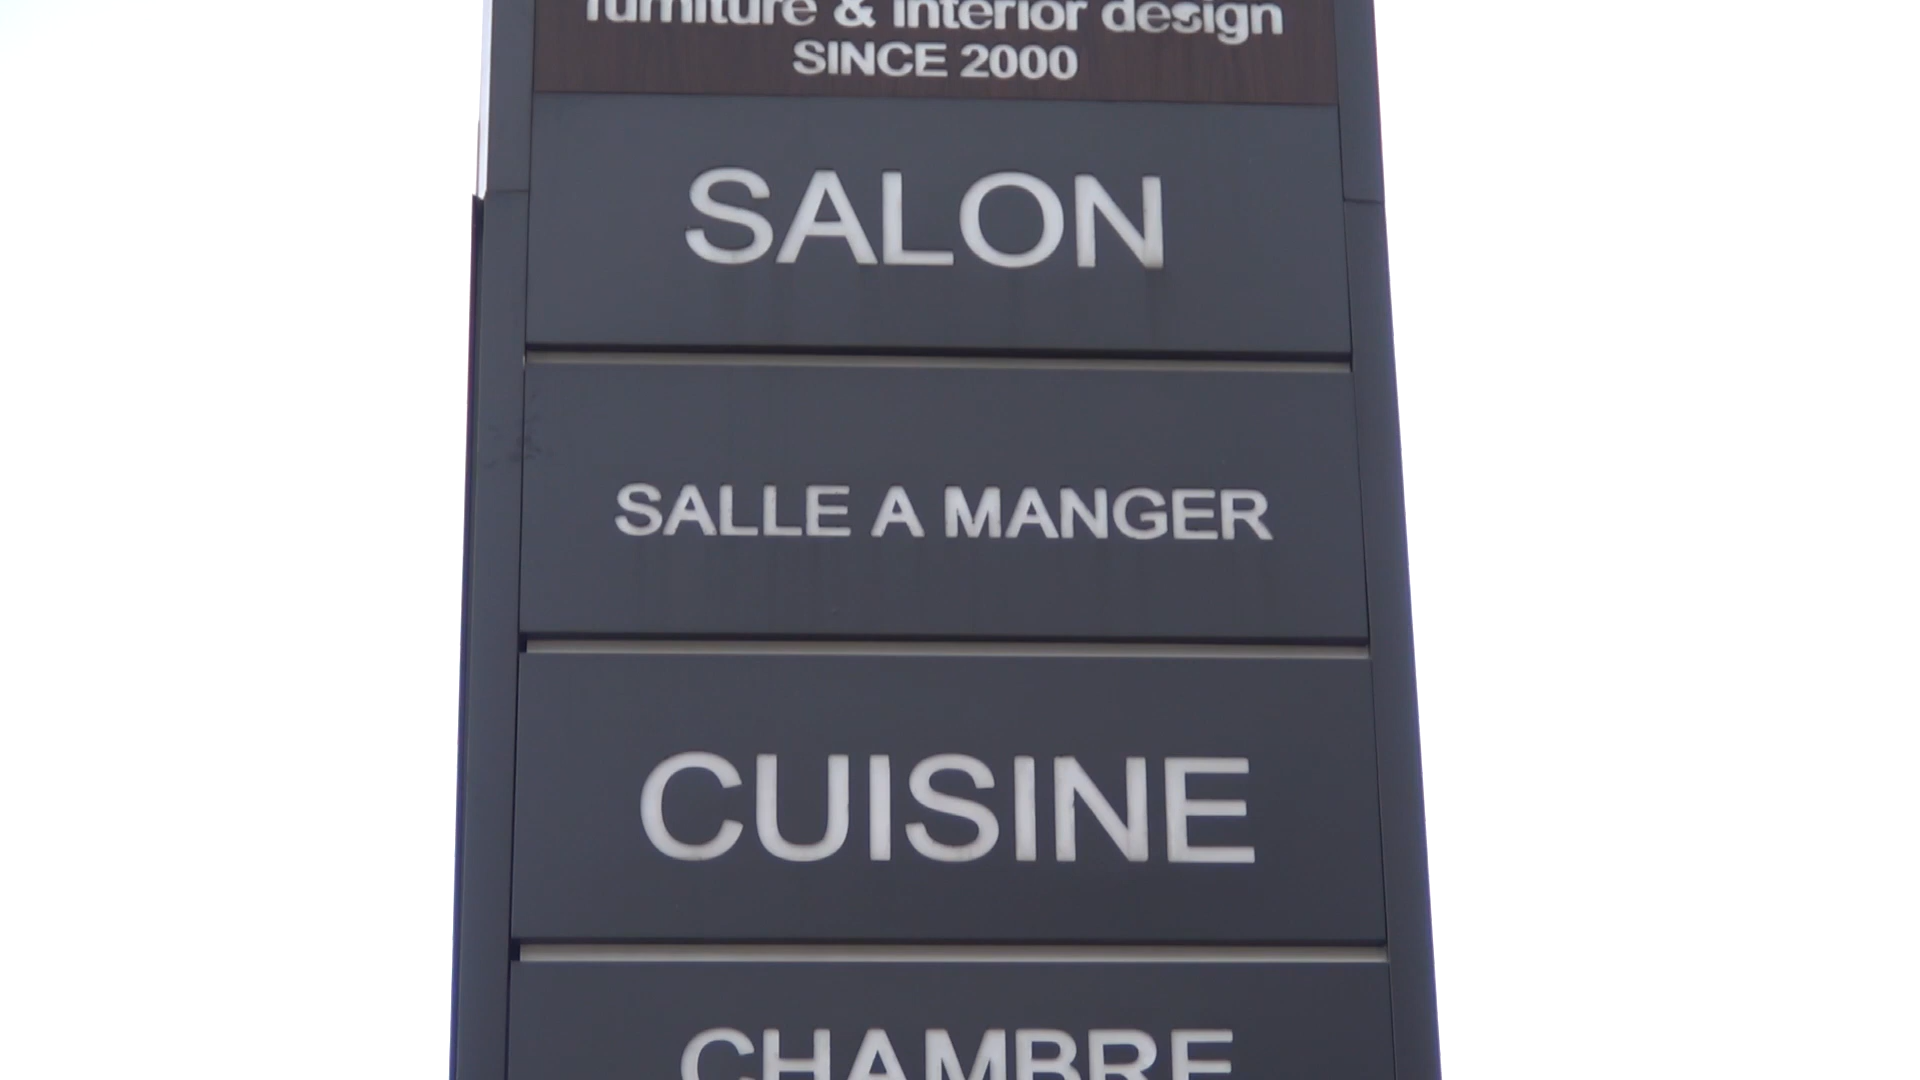 furniture & interior design
SINCE 2000
SALON
SALLE A MANGER
CUISINE
CHAMBRE